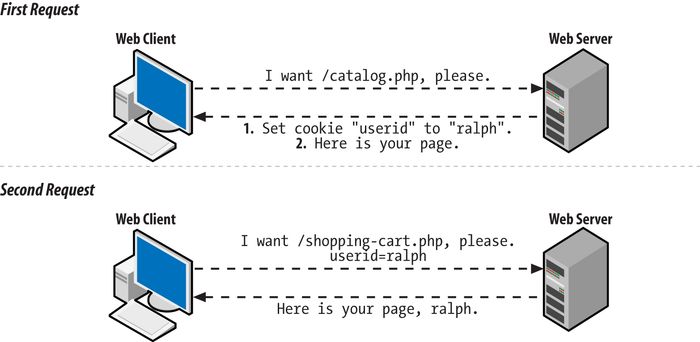 First Request
Web Client
Web Server
I want /catalog.php, please.
1. Set cookie "userid" to "ralph".
2. Here is your page.
Second Request
Web Client
Web Server
I want /shopping-cart.php, please.
userid=ralph
Here is your page, ralph.